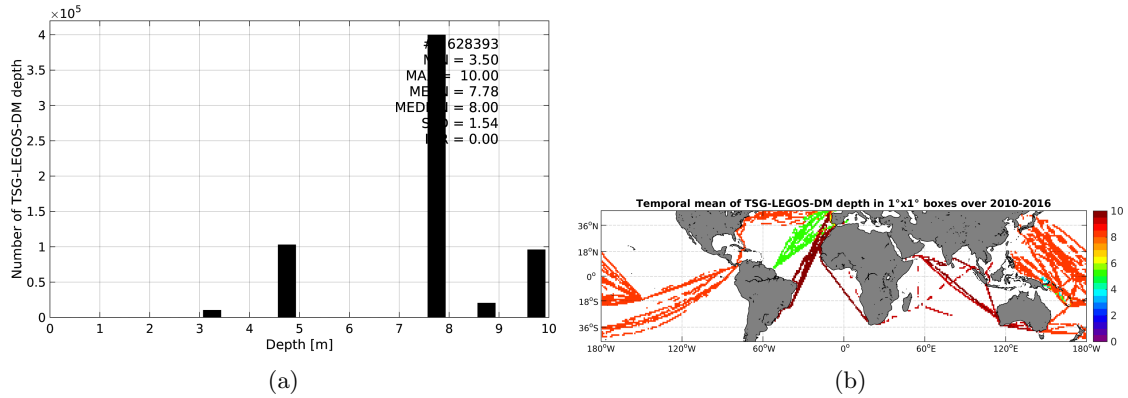 ×10⁵
4
3.5
3
2.5
2
1.5
1
0.5
0
Number of TSG-LEGOS-DM depth
628393
= 3.50
= 10.00
= 7.78
= 8.00
= 1.54
= 0.00
0 1 2 3 4 5 6 7 8 9 10
Depth [m]
(a)
Temporal mean of TSG-LEGOS-DM depth in 1°x1° boxes over 2010-2016
36°N
18°N
0°
18°S
36°S
180°W 120°W 60°W 0° 60°E 120°E 180°W
10
8
6
4
2
0
(b)